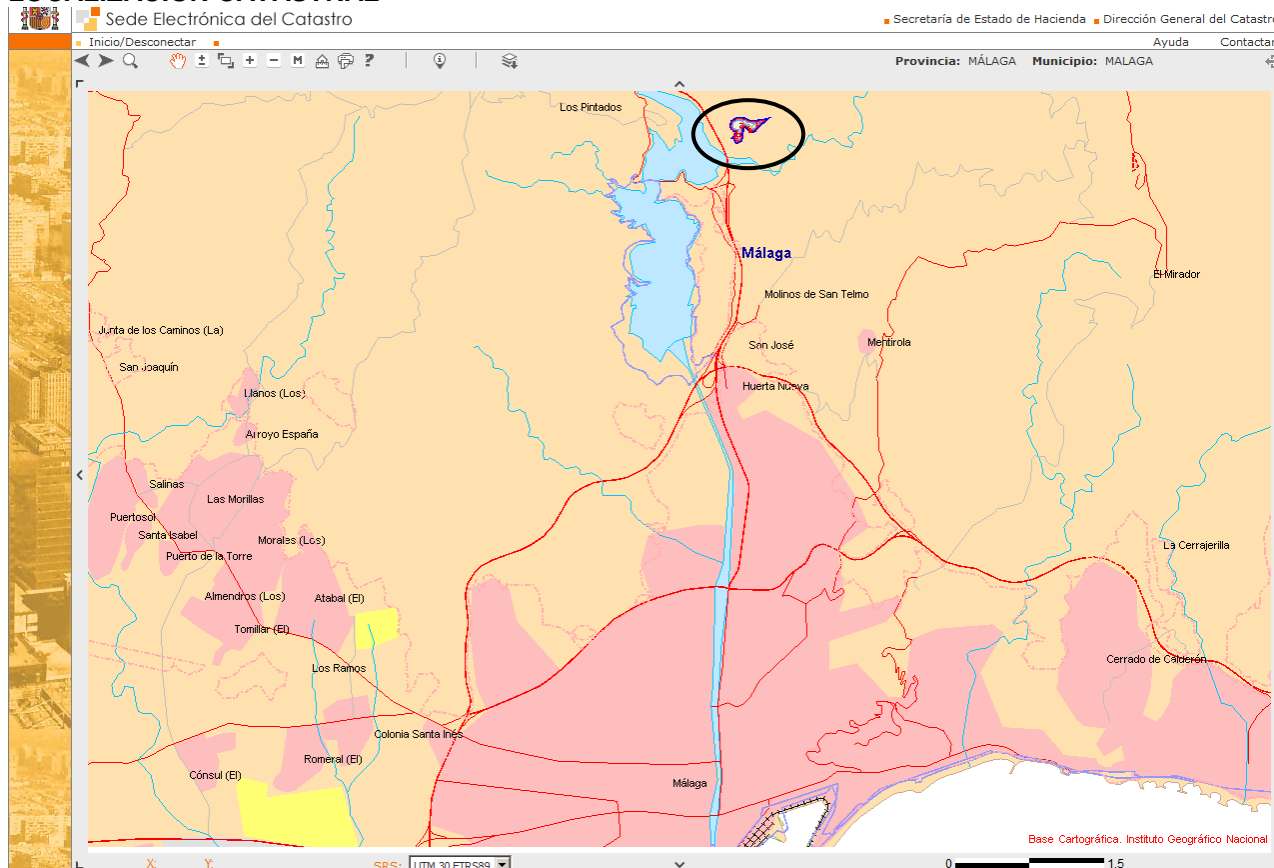 LOCALIZACIÓN CATASTRAL
Sede Electrónica del Catastro
Secretaría de Estado de Hacienda Dirección General del Catastro
Inicio/Desconectar
Ayuda Contactar
Provincia: MÁLAGA Municipio: MALAGA
Los Pintados
Málaga
El Mirador
Molinos de San Telmo
Junta de los Caminos (La)
San José
Mentirola
San Joaquín
Huerta Nueva
Llanos (Los)
Arroyo España
Salinas
Las Morillas
Puertosol
Santa Isabel
Morales (Los)
La Cerrajerilla
Puerto de la Torre
Almendros (Los)
Atabal (El)
Tomillar (El)
Los Ramos
Cerrado de Calderón
Colonia Santa Inés
Romeral (El)
Cónsul (El)
Málaga
Base Cartográfica. Instituto Geográfico Nacional
X: Y: SRS: UTM 30 ETRS89 0 1.5